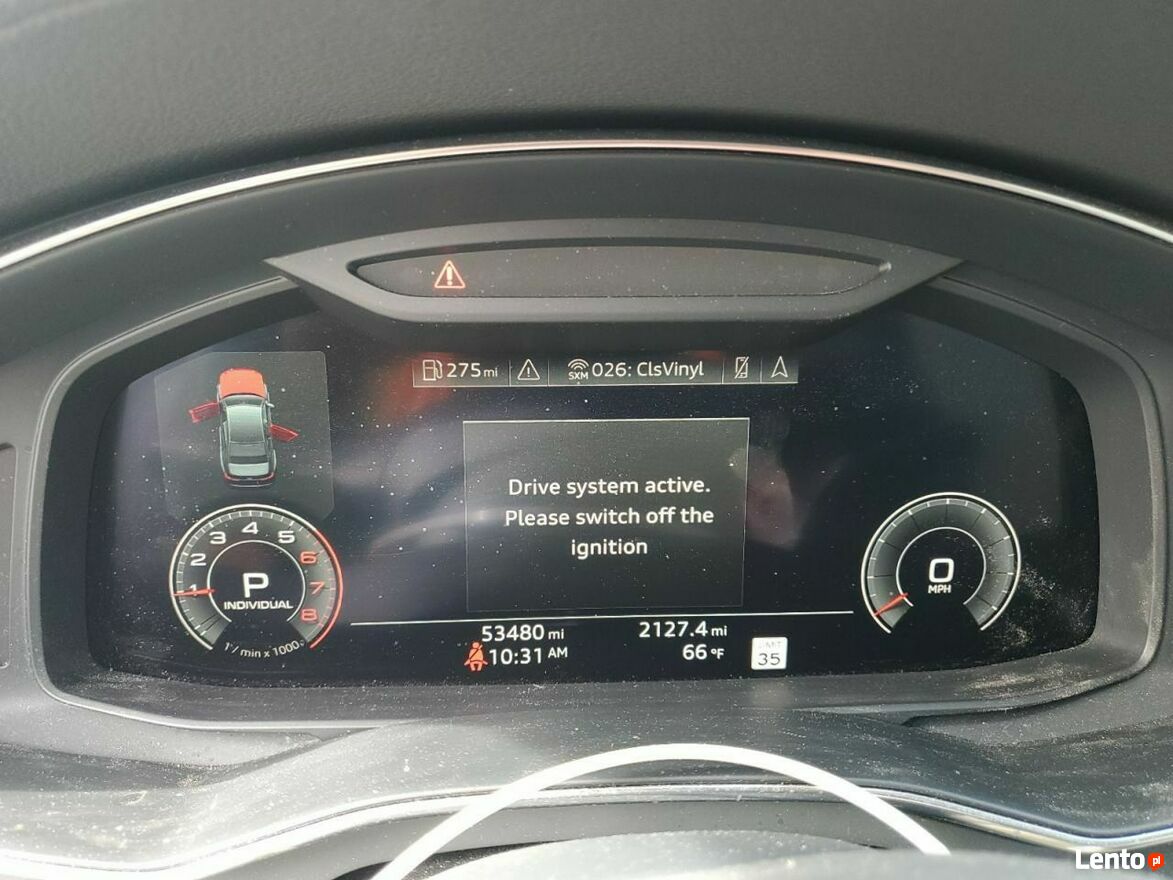 275 mi
SXM 026: ClsVinyl
Drive system active.
Please switch off the
ignition
1 2 3 4 5 6 7 8
P
INDIVIDUAL
1/min x 1000
0
MPH
53480 mi
2127.4 mi
10:31 AM
66 °F
LIMIT
35
Lento.pl